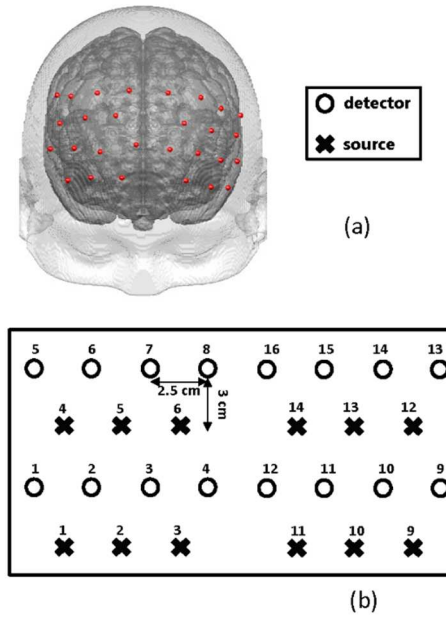 detector
source
(a)
5 6 7 8 16 15 14 13
2.5 cm
3 cm
4 5 6 14 13 12
1 2 3 4 12 11 10 9
1 2 3 11 10 9
(b)